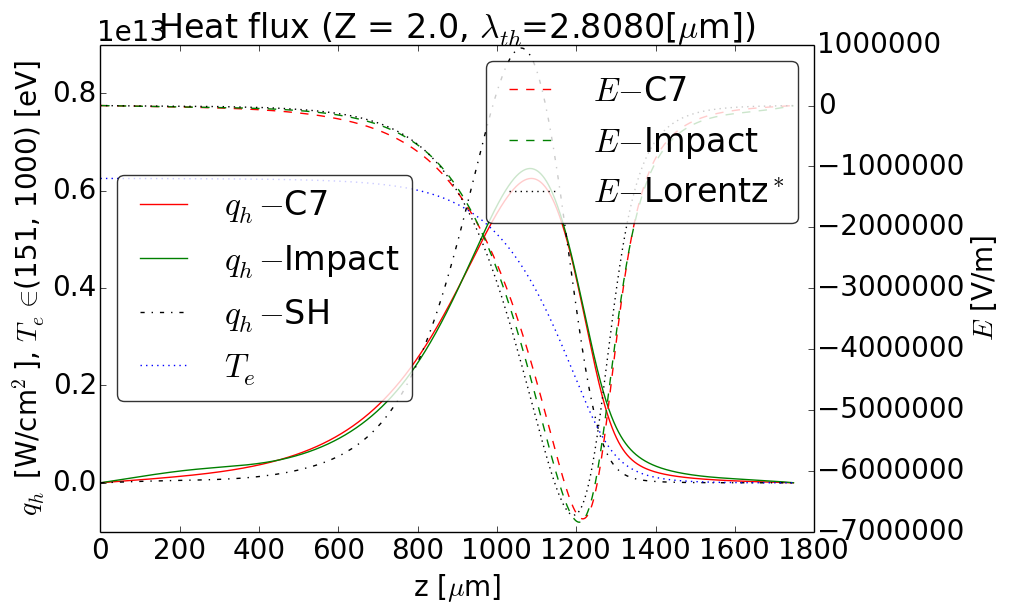 1e13
Heat flux (Z = 2.0, λ_th=2.8080[μm])
q_h [W/cm² ], T_e ∈(151, 1000) [eV]
0.8
0.6
0.4
0.2
0.0
q_h −C7
q_h −Impact
q_h −SH
T_e
E−C7
E−Impact
E−Lorentz*
1000000
0
−1000000
−2000000
−3000000
−4000000
−5000000
−6000000
−7000000
E [V/m]
0 200 400 600 800 1000 1200 1400 1600 1800
z [μm]